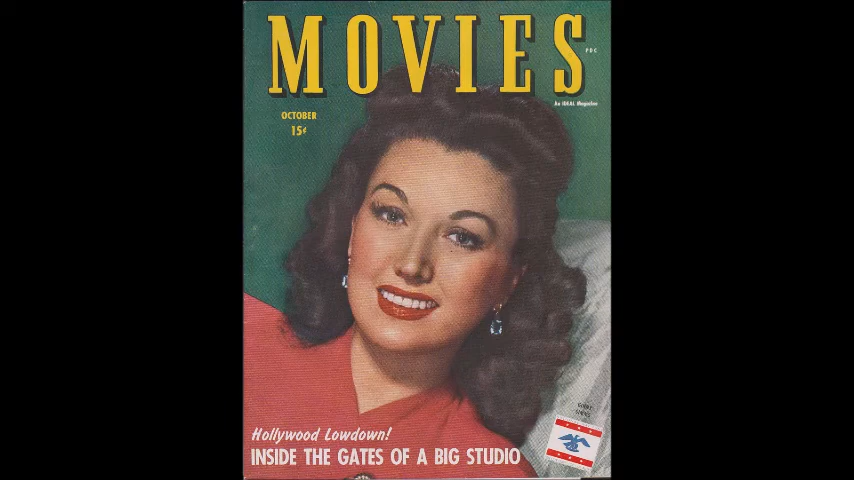 MOVIES
PDC
An IDEAL Magazine
OCTOBER
15¢
Hollywood Lowdown!
INSIDE THE GATES OF A BIG STUDIO